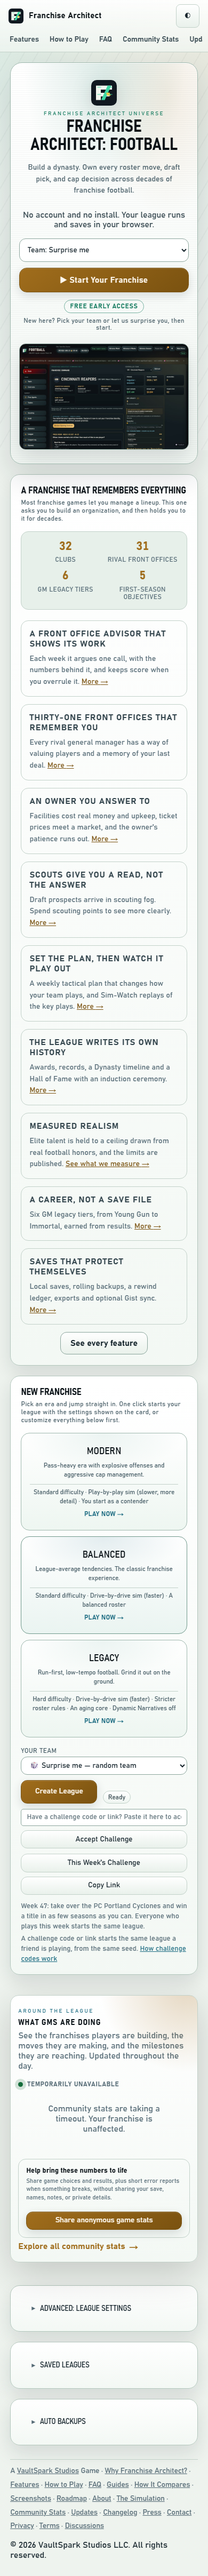 Franchise Architect
Features How to Play FAQ Community Stats Upd
FRANCHISE ARCHITECT UNIVERSE
FRANCHISE
ARCHITECT: FOOTBALL
Build a dynasty. Own every roster move, draft
pick, and cap decision across decades of
franchise football.
No account and no install. Your league runs
and saves in your browser.
Team: Surprise me
▶ Start Your Franchise
FREE EARLY ACCESS
New here? Pick your team or let us surprise you, then
start.
FOOTBALL
CINCINNATI REAPERS
A FRANCHISE THAT REMEMBERS EVERYTHING
Most franchise games let you manage a lineup. This one
asks you to build an organization, and then holds you to
it for decades.
32
CLUBS
31
RIVAL FRONT OFFICES
6
GM LEGACY TIERS
5
FIRST-SEASON
OBJECTIVES
A FRONT OFFICE ADVISOR THAT
SHOWS ITS WORK
Each week it argues one call, with the
numbers behind it, and keeps score when
you overrule it. More →
THIRTY-ONE FRONT OFFICES THAT
REMEMBER YOU
Every rival general manager has a way of
valuing players and a memory of your last
deal. More →
AN OWNER YOU ANSWER TO
Facilities cost real money and upkeep, ticket
prices meet a market, and the owner's
patience runs out. More →
SCOUTS GIVE YOU A READ, NOT
THE ANSWER
Draft prospects arrive in scouting fog.
Spend scouting points to see more clearly.
More →
SET THE PLAN, THEN WATCH IT
PLAY OUT
A weekly tactical plan that changes how
your team plays, and Sim-Watch replays of
the key plays. More →
THE LEAGUE WRITES ITS OWN
HISTORY
Awards, records, a Dynasty timeline and a
Hall of Fame with an induction ceremony.
More →
MEASURED REALISM
Elite talent is held to a ceiling drawn from
real football honors, and the limits are
published. See what we measure →
A CAREER, NOT A SAVE FILE
Six GM legacy tiers, from Young Gun to
Immortal, earned from results. More →
SAVES THAT PROTECT
THEMSELVES
Local saves, rolling backups, a rewind
ledger, exports and optional Gist sync.
More →
See every feature
NEW FRANCHISE
Pick an era and jump straight in. One click starts your
league with the settings shown on the card, or
customize everything below first.
MODERN
Pass-heavy era with explosive offenses and
aggressive cap management.
Standard difficulty · Play-by-play sim (slower, more
detail) · You start as a contender
PLAY NOW →
BALANCED
League-average tendencies. The classic franchise
experience.
Standard difficulty · Drive-by-drive sim (faster) · A
balanced roster
PLAY NOW →
LEGACY
Run-first, low-tempo football. Grind it out on the
ground.
Hard difficulty · Drive-by-drive sim (faster) · Stricter
roster rules · An aging core · Dynamic Narratives off
PLAY NOW →
YOUR TEAM
Surprise me — random team
Create League
Ready
Have a challenge code or link? Paste it here to ac
Accept Challenge
This Week's Challenge
Copy Link
Week 47: take over the PC Portland Cyclones and win
a title in as few seasons as you can. Everyone who
plays this week starts the same league.
A challenge code or link starts the same league a
friend is playing, from the same seed. How challenge
codes work
AROUND THE LEAGUE
WHAT GMS ARE DOING
See the franchises players are building, the
moves they are making, and the milestones
they are reaching. Updated throughout the
day.
TEMPORARILY UNAVAILABLE
Community stats are taking a
timeout. Your franchise is
unaffected.
Help bring these numbers to life
Share game choices and results, plus short error reports
when something breaks, without sharing your save,
names, notes, or private details.
Share anonymous game stats
Explore all community stats →
▸ ADVANCED: LEAGUE SETTINGS
▸ SAVED LEAGUES
▸ AUTO BACKUPS
A VaultSpark Studios Game · Why Franchise Architect? ·
Features · How to Play · FAQ · Guides · How It Compares ·
Screenshots · Roadmap · About · The Simulation ·
Community Stats · Updates · Changelog · Press · Contact ·
Privacy · Terms · Discussions
© 2026 VaultSpark Studios LLC. All rights
reserved.